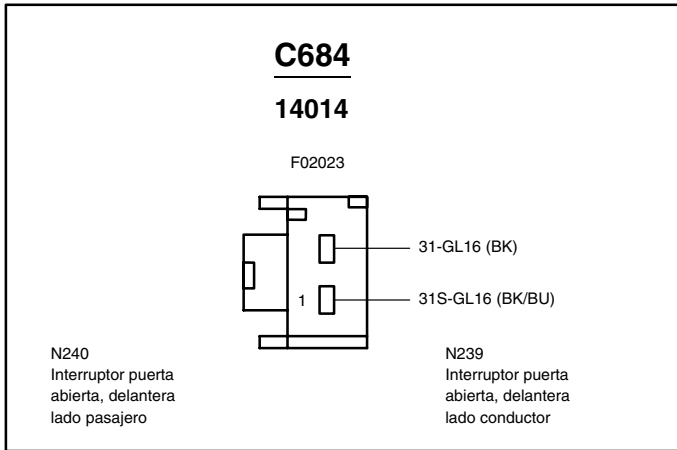 C684
14014
F02023
31-GL16 (BK)
1
31S-GL16 (BK/BU)
N240
Interruptor puerta
abierta, delantera
lado pasajero
N239
Interruptor puerta
abierta, delantera
lado conductor